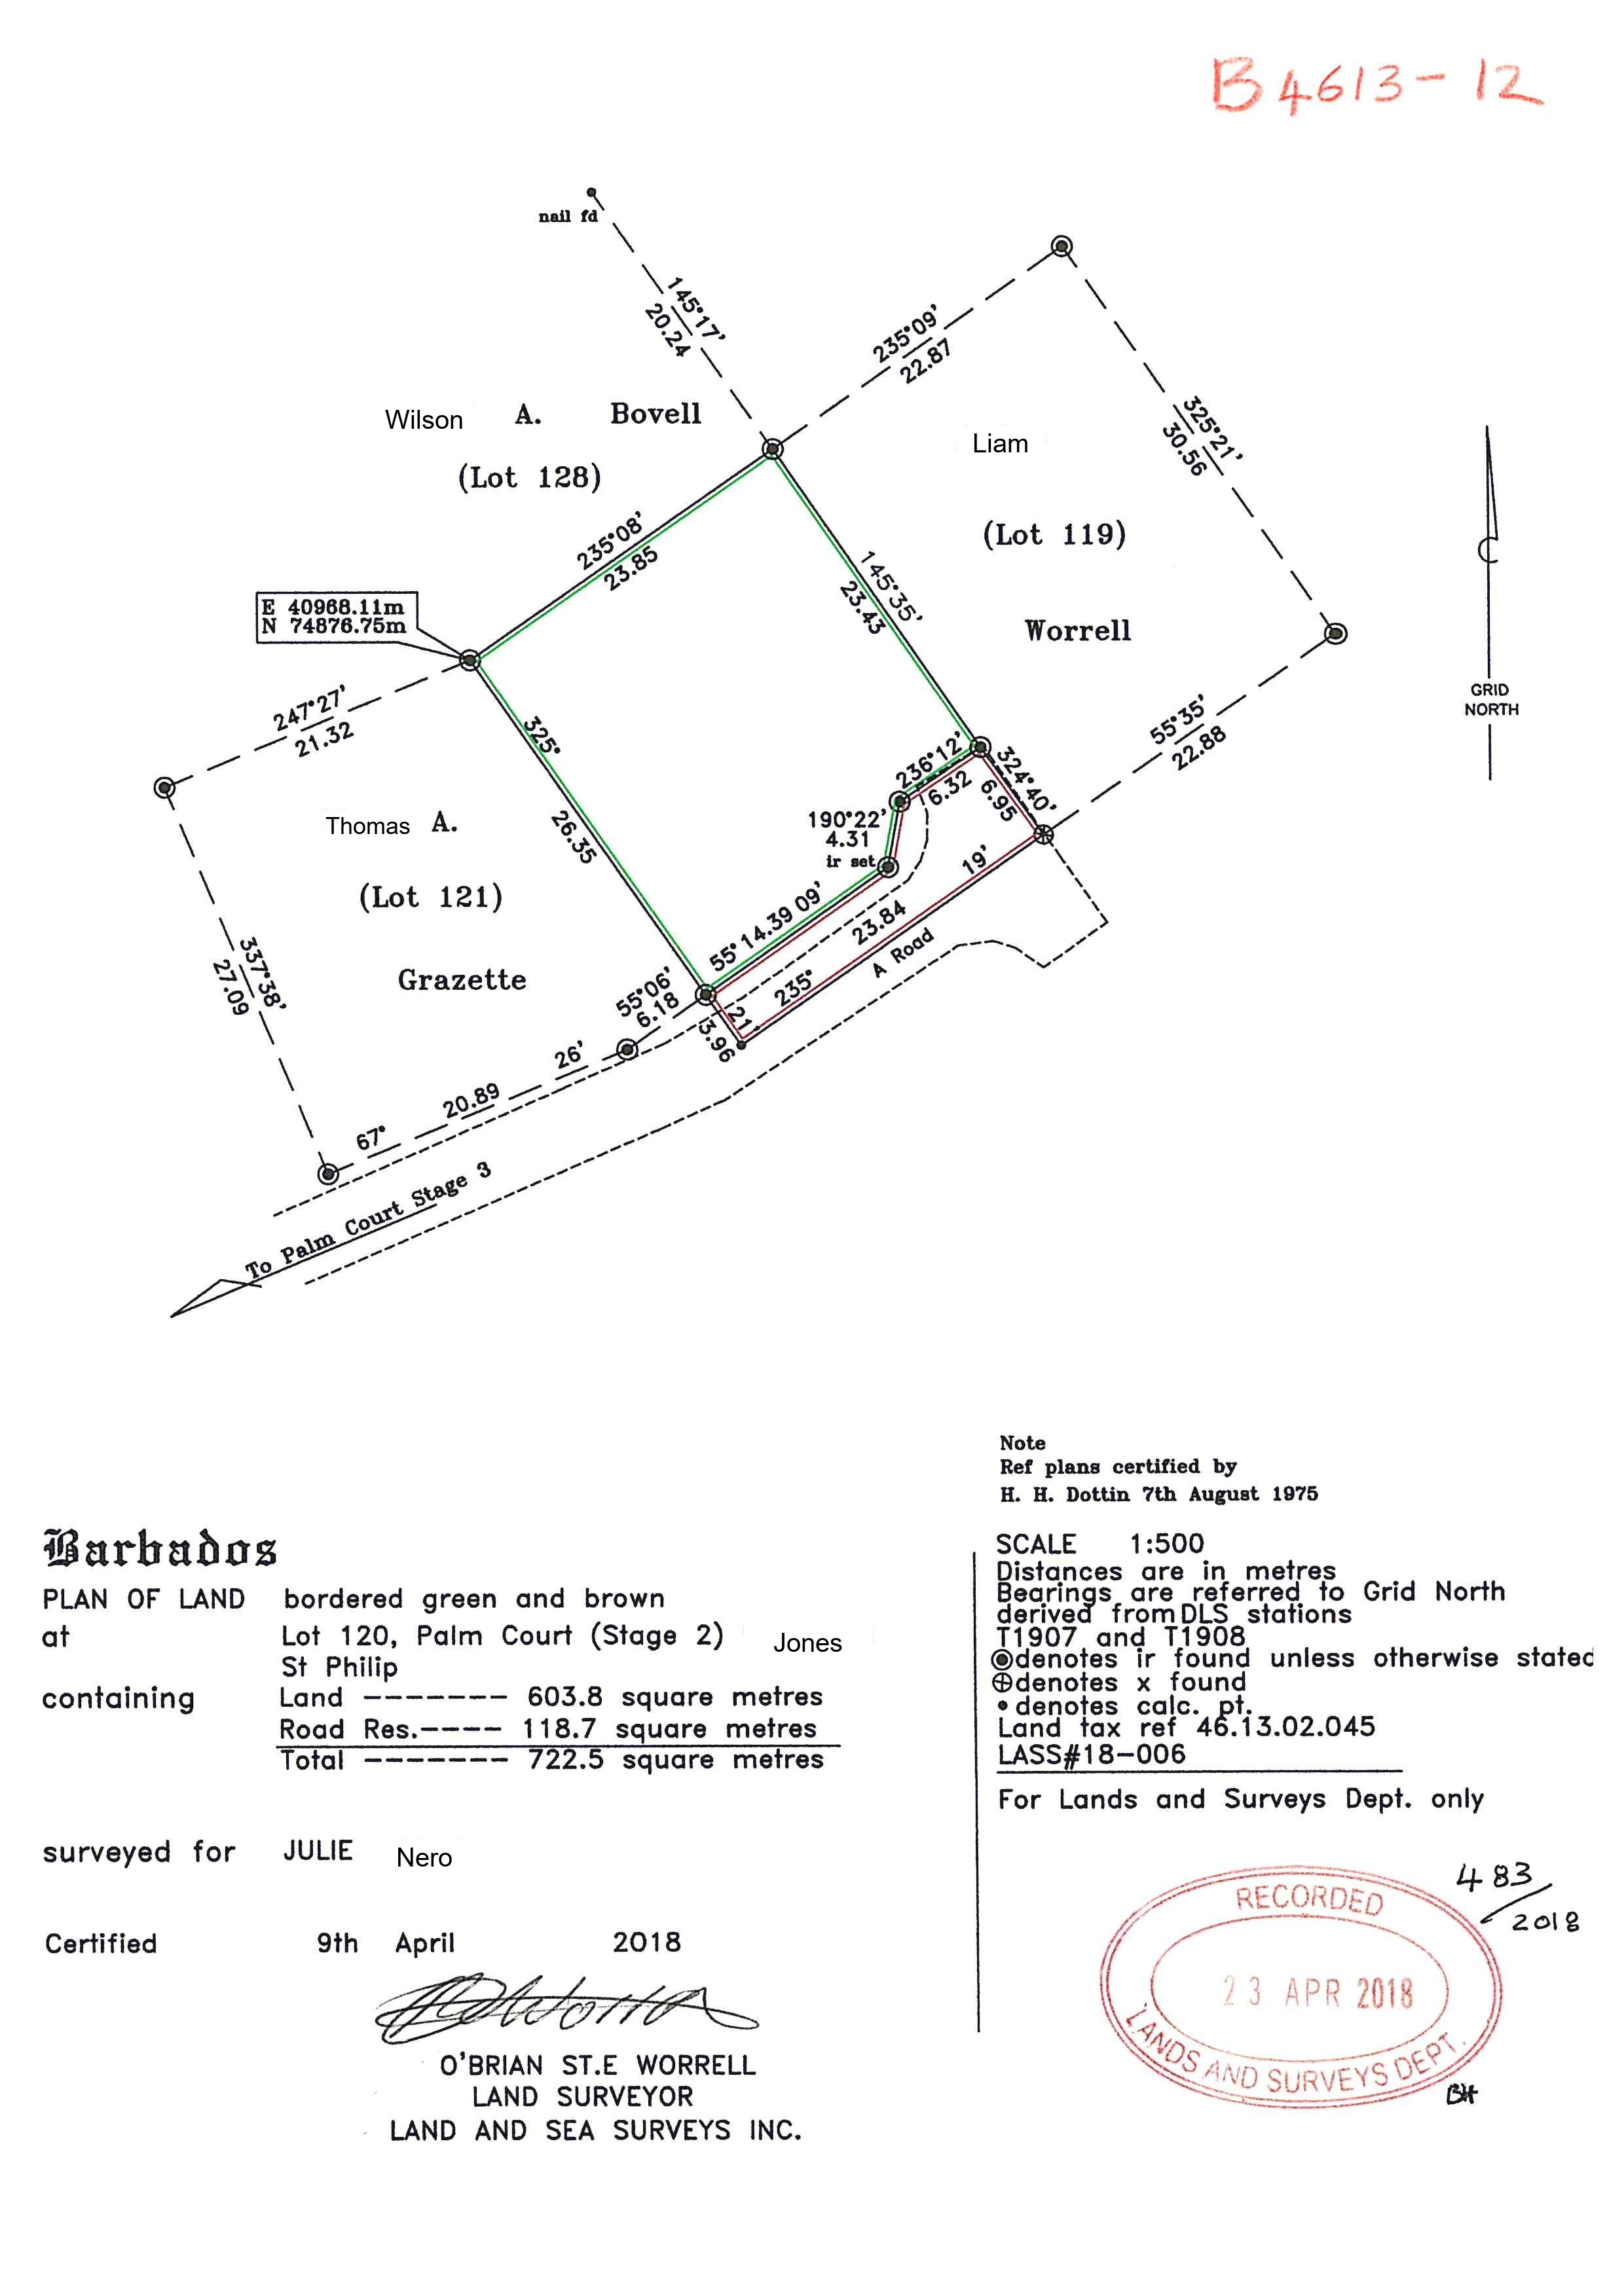 B4613-12
nail fd
145°17'
20.24
235°09'
22.87
325°21'
30.56
Wilson A. Bovell
(Lot 128)
Liam
(Lot 119)
Worrell
235°08'
23.85
145°35'
23.43
E 40968.11m
N 74876.75m
247°27'
21.32
325° 21'
26.35
3.96
GRID
NORTH
55°35'
22.88
236°12'
6.32
324°40'
6.95
190°22'
4.31
ir set
Thomas A.
(Lot 121)
Grazette
55° 14.39 09'
235° 19'
23.84
A Road
337°38'
27.09
55°06'
6.18
67° 26'
20.89
To Palm Court Stage 3
Note
Ref plans certified by
H. H. Dottin 7th August 1975
Barbados
PLAN OF LAND bordered green and brown
at Lot 120, Palm Court (Stage 2) Jones
St Philip
containing Land ------- 603.8 square metres
Road Res.---- 118.7 square metres
Total ------- 722.5 square metres
surveyed for JULIE Nero
Certified 9th April 2018
O'BRIAN ST.E WORRELL
LAND SURVEYOR
LAND AND SEA SURVEYS INC.
SCALE 1:500
Distances are in metres
Bearings are referred to Grid North
derived from DLS stations
T1907 and T1908
denotes ir found unless otherwise stated
denotes x found
denotes calc. pt.
Land tax ref 46.13.02.045
LASS#18-006
For Lands and Surveys Dept. only
483/2018
RECORDED
23 APR 2018
LANDS AND SURVEYS DEPT.
BH